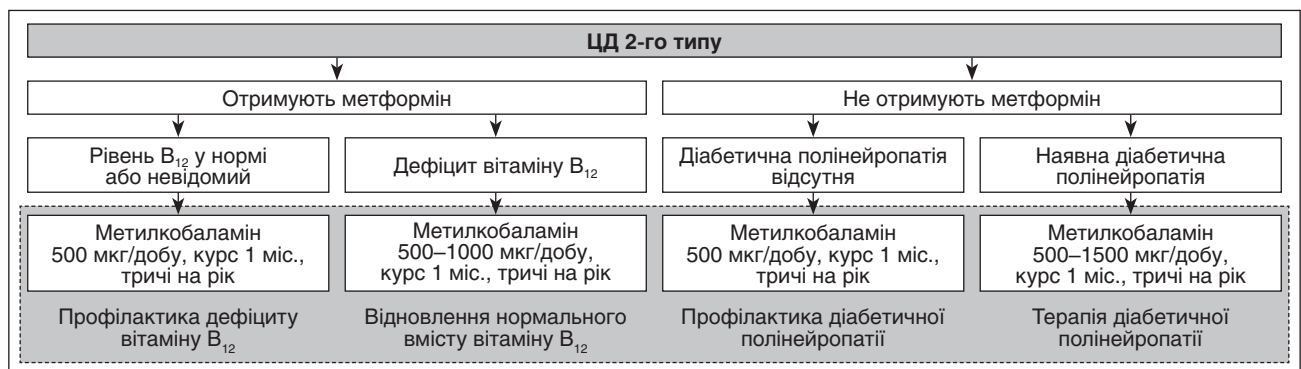 ЦД 2-го типу
Отримують метформін
Не отримують метформін
Рівень B₁₂ у нормі
або невідомий
Дефіцит вітаміну B₁₂
Діабетична полінейропатія
відсутня
Наявна діабетична
полінейропатія
Метилкобаламін
500 мкг/добу, курс 1 міс.,
тричі на рік
Метилкобаламін
500–1000 мкг/добу,
курс 1 міс., тричі на рік
Метилкобаламін
500 мкг/добу, курс 1 міс.,
тричі на рік
Метилкобаламін
500–1500 мкг/добу,
курс 1 міс., тричі на рік
Профілактика дефіциту
вітаміну B₁₂
Відновлення нормального
вмісту вітаміну B₁₂
Профілактика діабетичної
полінейропатії
Терапія діабетичної
полінейропатії